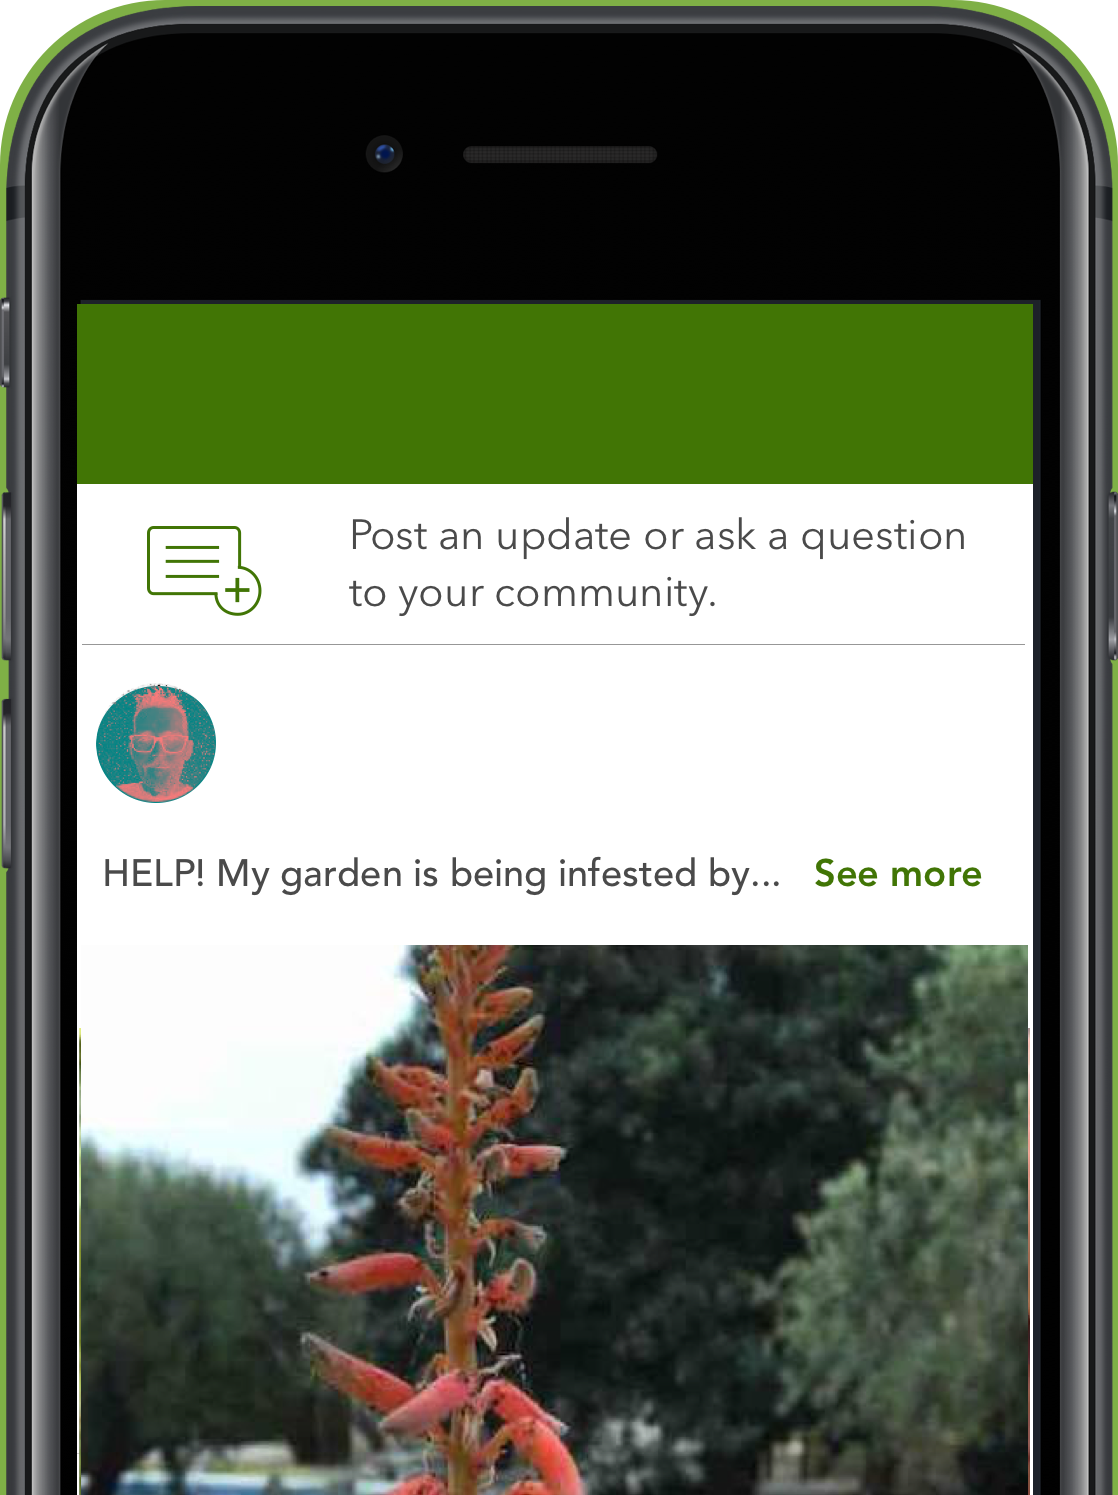 Post an update or ask a question
to your community.
HELP! My garden is being infested by... See more